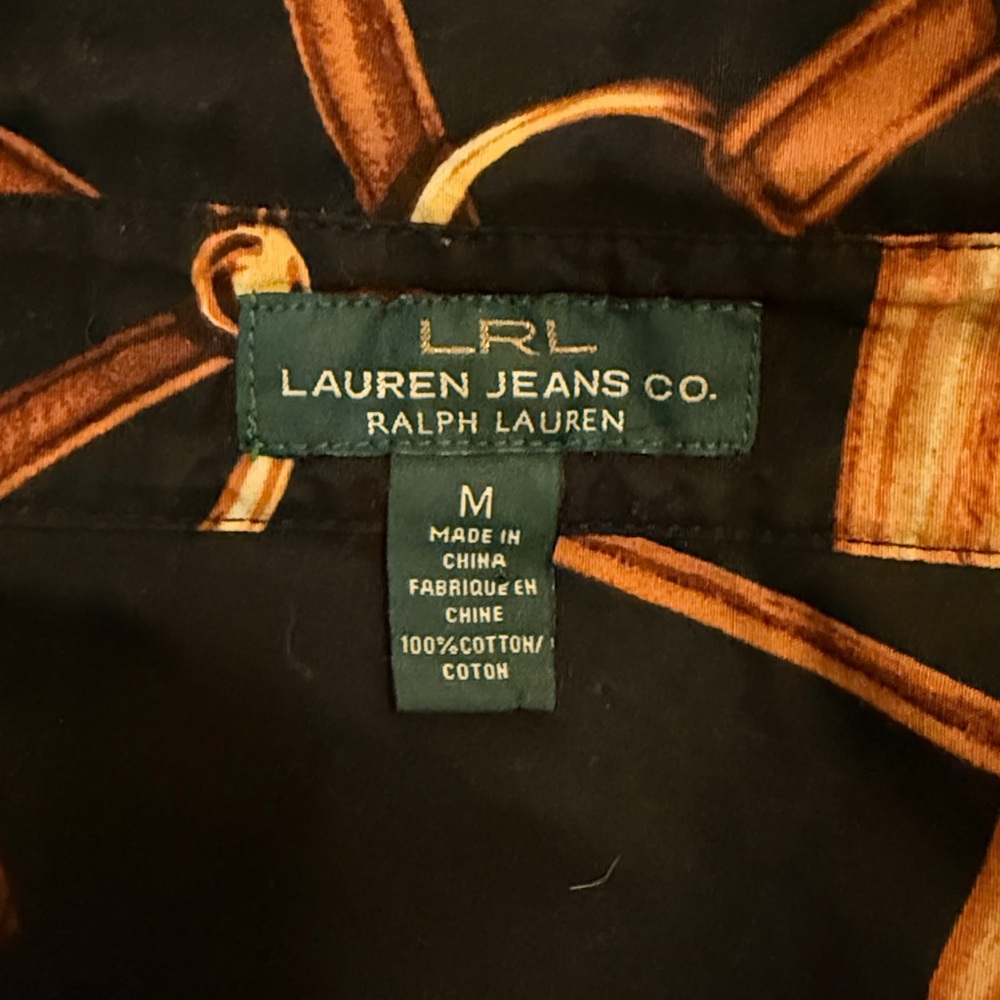 LRL
LAUREN JEANS CO.
RALPH LAUREN
M
MADE IN
CHINA
FABRIQUE EN
CHINE
100%COTTON/
COTON